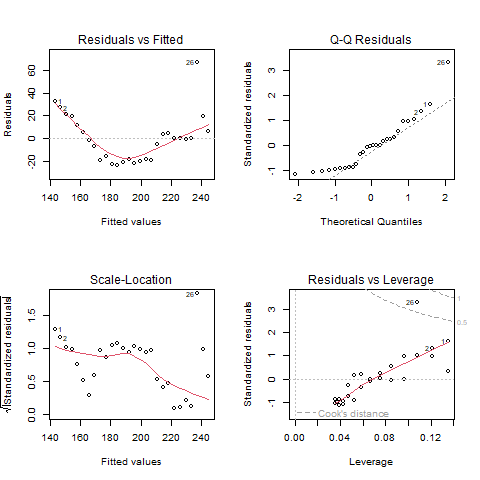 Residuals vs Fitted
Residuals
60
40
20
0
-20
26
1
2
140 160 180 200 220 240
Fitted values
Q-Q Residuals
Standardized residuals
3
2
1
0
-1
26
1
2
-2 -1 0 1 2
Theoretical Quantiles
Scale-Location
√|Standardized residuals|
1.5
1.0
0.5
0.0
26
1
2
140 160 180 200 220 240
Fitted values
Residuals vs Leverage
Standardized residuals
3
2
1
0
-1
26
1
0.5
1
2
Cook's distance
0.00 0.04 0.08 0.12
Leverage